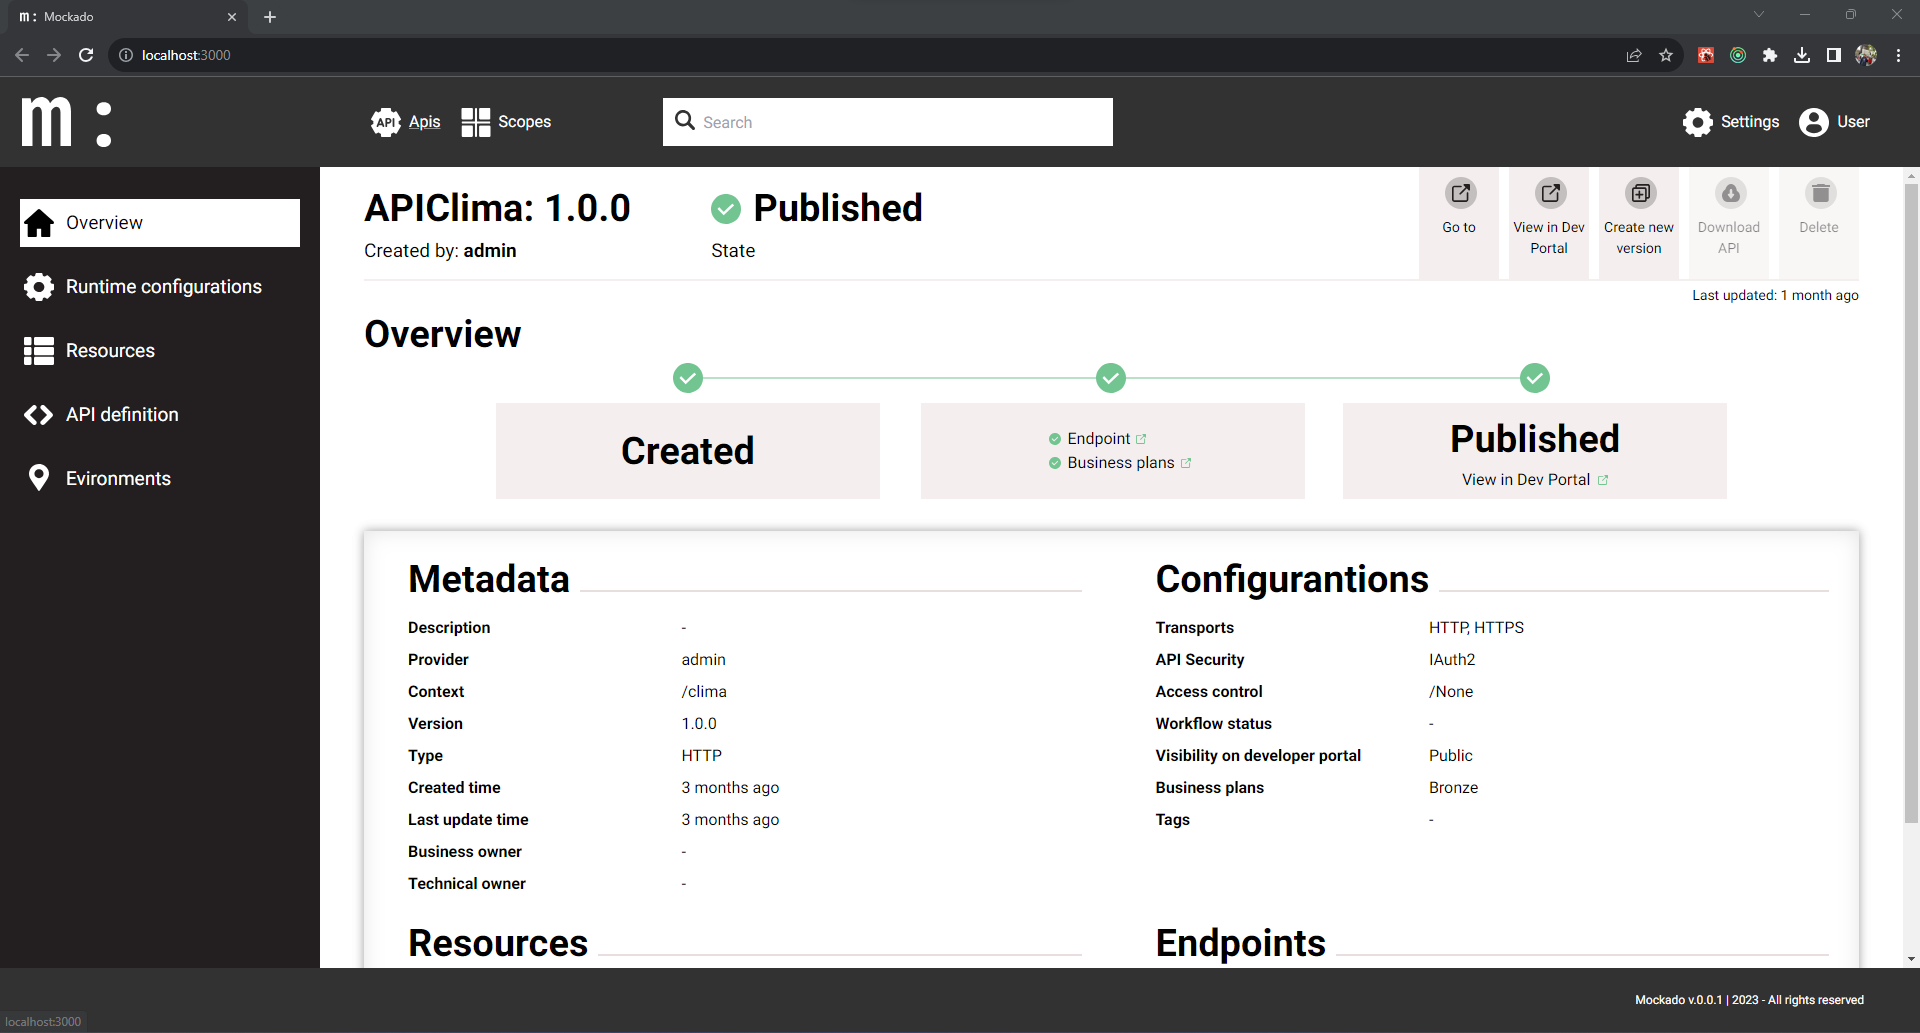 m: Mockado
localhost:3000
m :
API Apis
Scopes
Search
Settings
User
Overview
Runtime configurations
Resources
API definition
Evironments
APIClima: 1.0.0
Created by: admin
Published
State
Go to
View in Dev
Portal
Create new
version
Download
API
Delete
Last updated: 1 month ago
Overview
Created
Endpoint
Business plans
Published
View in Dev Portal
Metadata
Description -
Provider admin
Context /clima
Version 1.0.0
Type HTTP
Created time 3 months ago
Last update time 3 months ago
Business owner -
Technical owner -
Configurantions
Transports HTTP, HTTPS
API Security IAuth2
Access control /None
Workflow status -
Visibility on developer portal Public
Business plans Bronze
Tags -
Resources
Endpoints
Mockado v.0.0.1 | 2023 - All rights reserved
localhost:3000